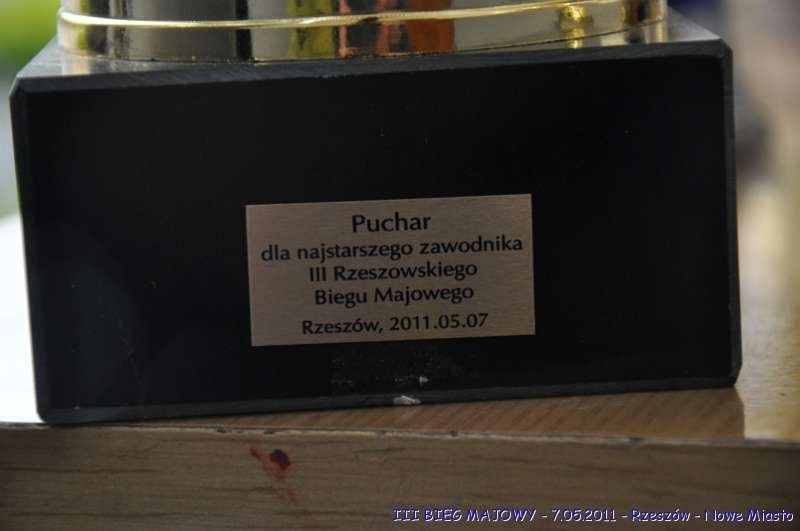 Puchar
dla najstarszego zawodnika
III Rzeszowskiego
Biegu Majowego
Rzeszów, 2011.05.07
III BIEG MAJOWY - 7.05.2011 - Rzeszów - Nowe Miasto